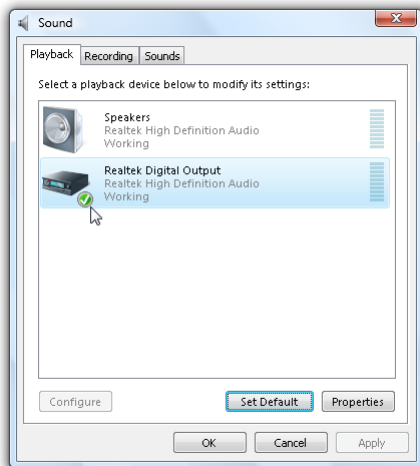 Sound
Playback Recording Sounds
Select a playback device below to modify its settings:
Speakers
Realtek High Definition Audio
Working
Realtek Digital Output
Realtek High Definition Audio
Working
Configure Set Default Properties
OK Cancel Apply